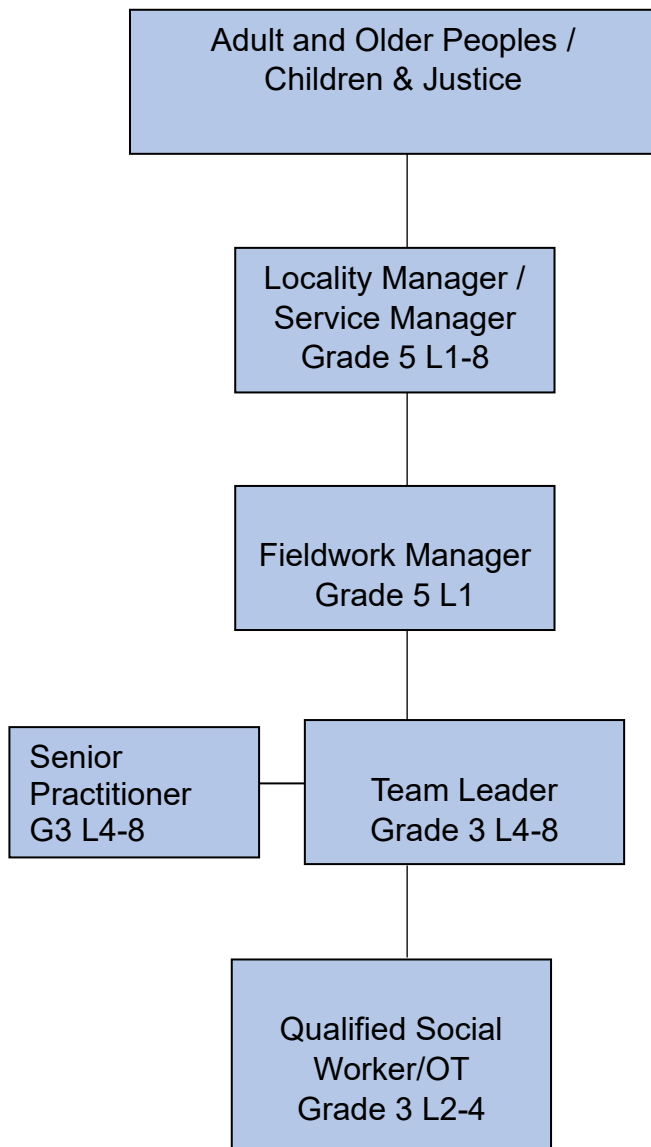 Adult and Older Peoples /
Children & Justice
Locality Manager /
Service Manager
Grade 5 L1-8
Fieldwork Manager
Grade 5 L1
Senior
Practitioner
G3 L4-8
Team Leader
Grade 3 L4-8
Qualified Social
Worker/OT
Grade 3 L2-4